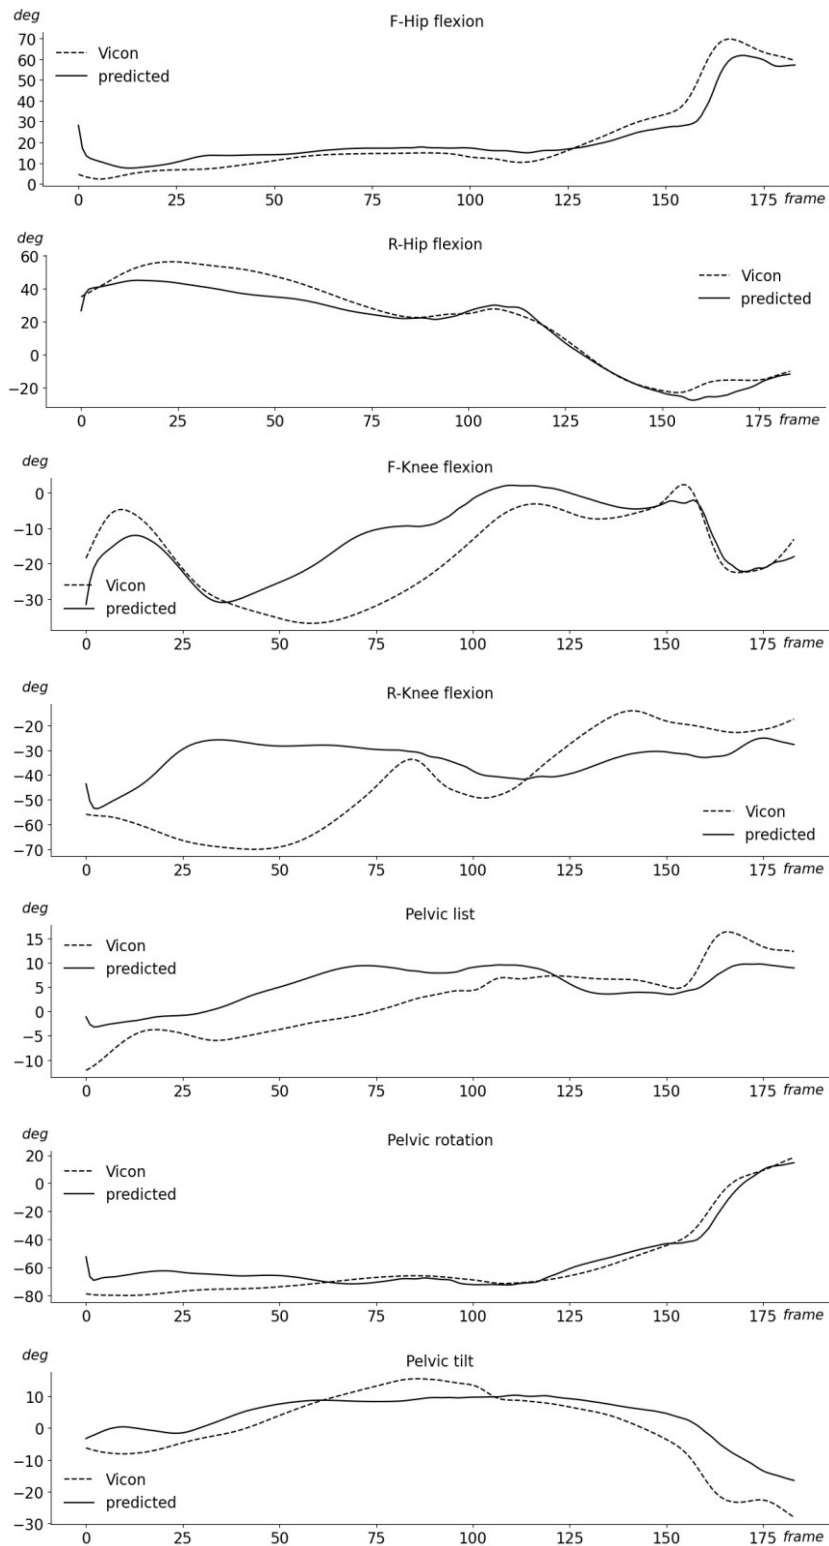 deg
F-Hip flexion
70
60
50
40
30
20
10
0
Vicon
predicted
0 25 50 75 100 125 150 175 frame
deg
R-Hip flexion
60
40
20
0
−20
Vicon
predicted
0 25 50 75 100 125 150 175 frame
deg
F-Knee flexion
0
−10
−20
−30
Vicon
predicted
0 25 50 75 100 125 150 175 frame
deg
R-Knee flexion
−20
−30
−40
−50
−60
−70
Vicon
predicted
0 25 50 75 100 125 150 175 frame
deg
Pelvic list
15
10
5
0
−5
−10
Vicon
predicted
0 25 50 75 100 125 150 175 frame
deg
Pelvic rotation
20
0
−20
−40
−60
−80
Vicon
predicted
0 25 50 75 100 125 150 175 frame
deg
Pelvic tilt
10
0
−10
−20
−30
Vicon
predicted
0 25 50 75 100 125 150 175 frame